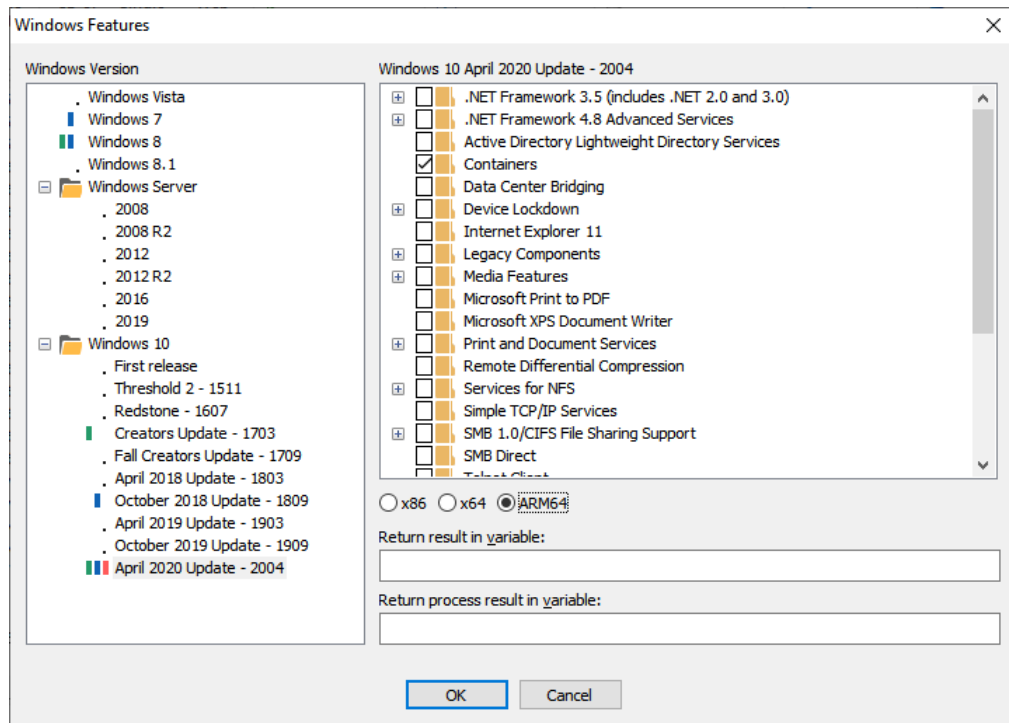 Windows Features
Windows Version
Windows Vista
Windows 7
Windows 8
Windows 8.1
Windows Server
2008
2008 R2
2012
2012 R2
2016
2019
Windows 10
First release
Threshold 2 - 1511
Redstone - 1607
Creators Update - 1703
Fall Creators Update - 1709
April 2018 Update - 1803
October 2018 Update - 1809
April 2019 Update - 1903
October 2019 Update - 1909
April 2020 Update - 2004
Windows 10 April 2020 Update - 2004
.NET Framework 3.5 (includes .NET 2.0 and 3.0)
.NET Framework 4.8 Advanced Services
Active Directory Lightweight Directory Services
Containers
Data Center Bridging
Device Lockdown
Internet Explorer 11
Legacy Components
Media Features
Microsoft Print to PDF
Microsoft XPS Document Writer
Print and Document Services
Remote Differential Compression
Services for NFS
Simple TCP/IP Services
SMB 1.0/CIFS File Sharing Support
SMB Direct
Telnet Client
x86 x64 ARM64
Return result in variable:
Return process result in variable:
OK Cancel